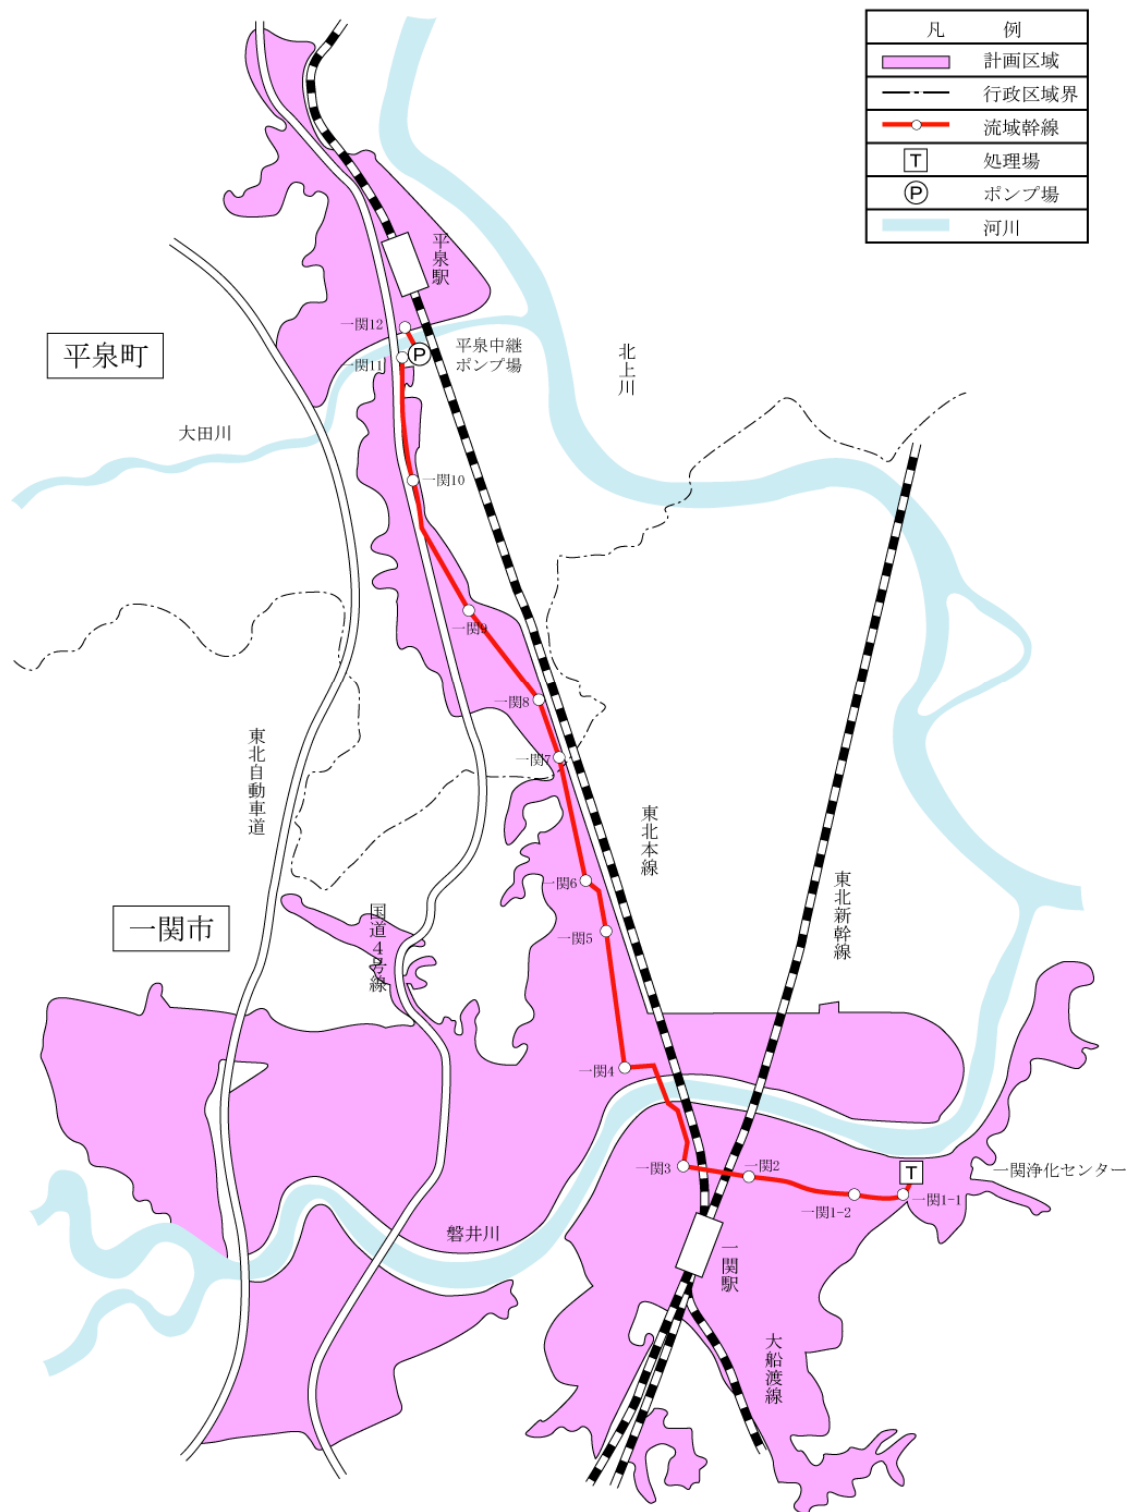 凡 例
計画区域
行政区域界
流域幹線
T 処理場
P ポンプ場
河川
平泉駅
一関12
P
平泉中継
ポンプ場
一関11
平泉町
北上川
大田川
一関10
一関9
一関8
一関7
東北自動車道
東北本線
一関6
東北新幹線
一関市
国道4号線
一関5
一関4
一関3
一関2
T
一関浄化センター
一関1-1
一関1-2
磐井川
一関駅
大船渡線